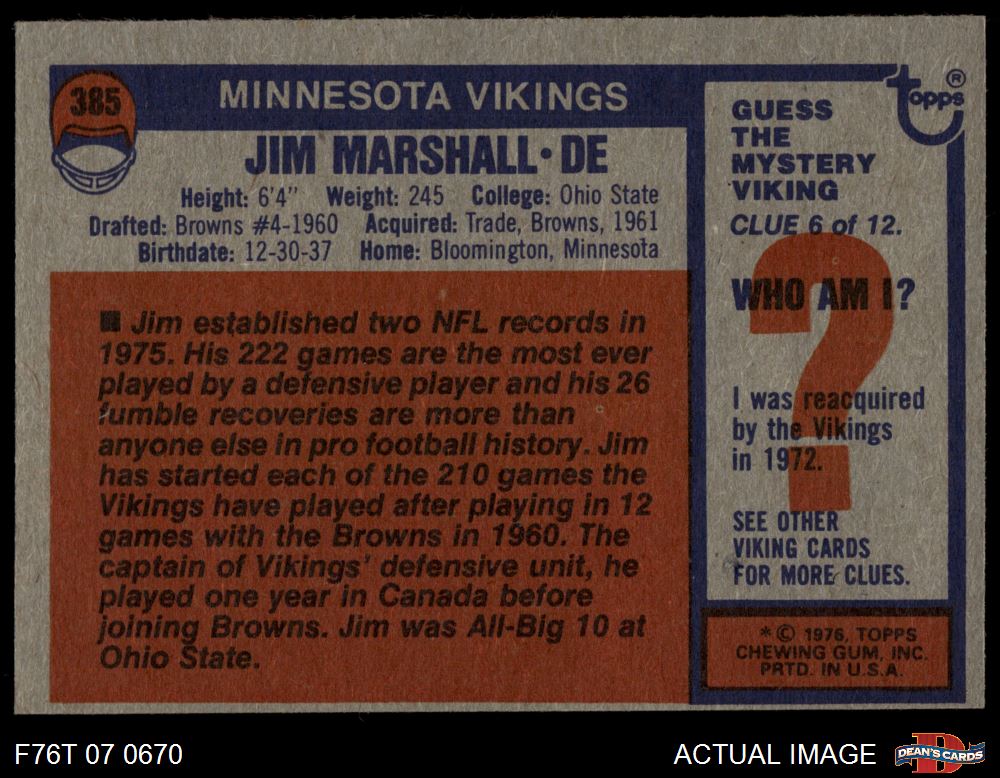 385
MINNESOTA VIKINGS
JIM MARSHALL • DE
Height: 6'4" Weight: 245 College: Ohio State
Drafted: Browns #4-1960 Acquired: Trade, Browns, 1961
Birthdate: 12-30-37 Home: Bloomington, Minnesota
■ Jim established two NFL records in
1975. His 222 games are the most ever
played by a defensive player and his 26
fumble recoveries are more than
anyone else in pro football history. Jim
has started each of the 210 games the
Vikings have played after playing in 12
games with the Browns in 1960. The
captain of Vikings' defensive unit, he
played one year in Canada before
joining Browns. Jim was All-Big 10 at
Ohio State.
topps ®
GUESS
THE
MYSTERY
VIKING
CLUE 6 of 12.
?
WHO AM I?
I was reacquired
by the Vikings
in 1972.
SEE OTHER
VIKING CARDS
FOR MORE CLUES.
* © 1976, TOPPS
CHEWING GUM, INC.
PRTD. IN U.S.A.
F76T 07 0670
ACTUAL IMAGE
D
DEAN'S CARDS